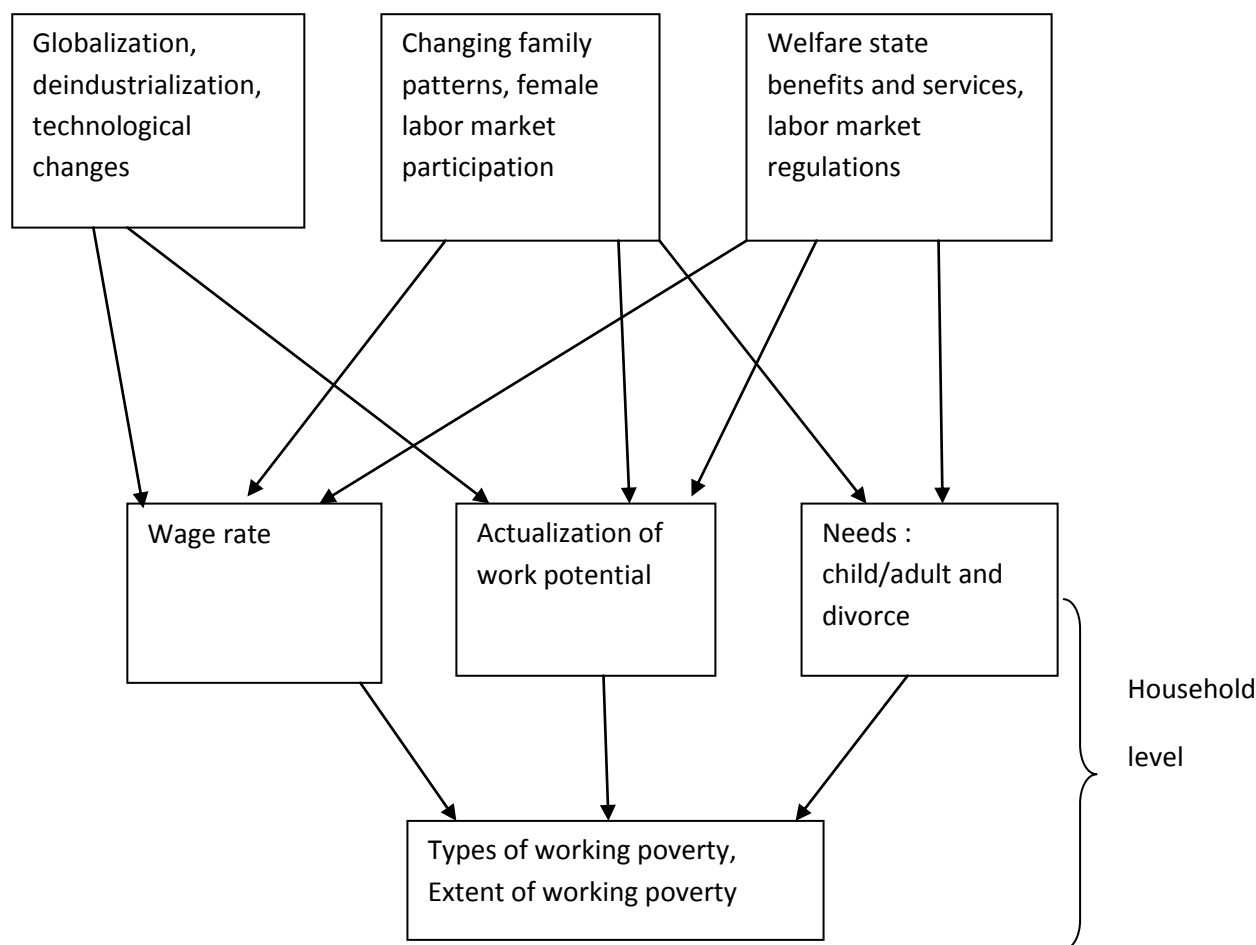 Globalization,
deindustrialization,
technological
changes
Changing family
patterns, female
labor market
participation
Welfare state
benefits and services,
labor market
regulations
Wage rate
Actualization of
work potential
Needs :
child/adult and
divorce
Household
level
Types of working poverty,
Extent of working poverty